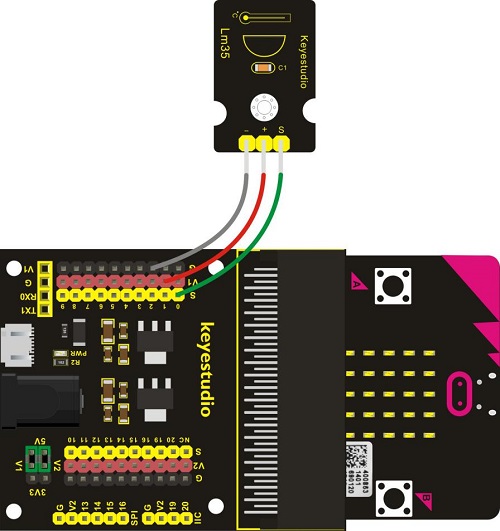 °C
Lm35
Keyestudio
C1
- + S
V1
G
RX0
TX1
G
V1
S
9 8 7 6 5 4 3 2 1 0
PWR
R2
keyestudio
5V
V1
V2
3V3
10 11 12 13 14 15 16 19 20 NC
S
V2
G
G
V2
13
14
15
16
SPI
G
V2
19
20
IIC
A
B